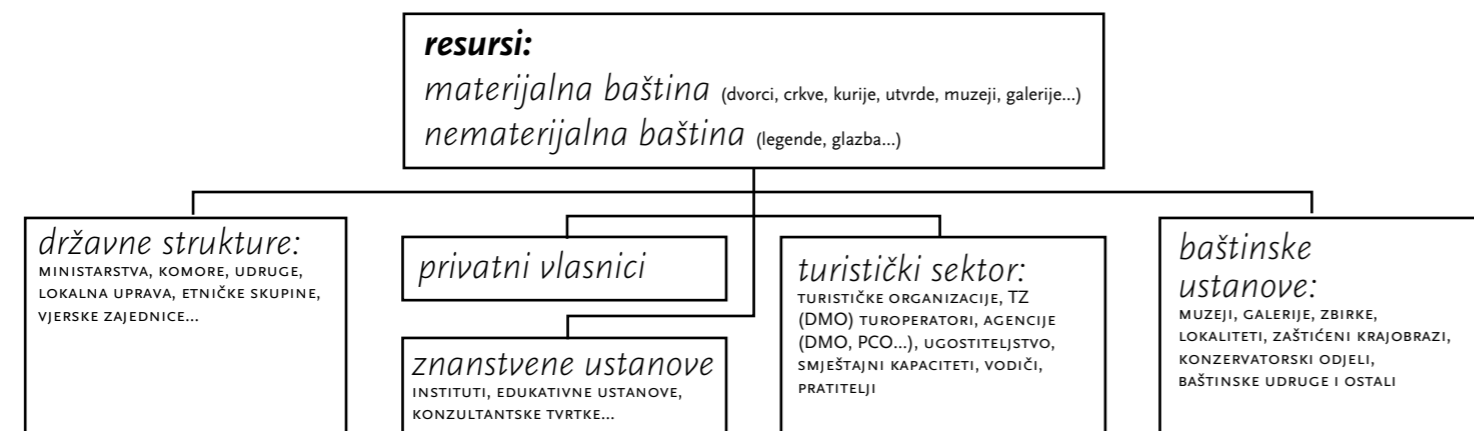 resursi:
materijalna baština (dvorci, crkve, kurije, utvrde, muzeji, galerije...)
nematerijalna baština (legende, glazba...)
državne strukture:
MINISTARSTVA, KOMORE, UDRUGE,
LOKALNA UPRAVA, ETNIČKE SKUPINE,
VJERSKE ZAJEDNICE...
privatni vlasnici
znanstvene ustanove
INSTITUTI, EDUKATIVNE USTANOVE,
KONZULTANTSKE TVRTKE...
turistički sektor:
TURISTIČKE ORGANIZACIJE, TZ
(DMO) TUROPERATORI, AGENCIJE
(DMO, PCO...), UGOSTITELJSTVO,
SMJEŠTAJNI KAPACITETI, VODIČI,
PRATITELJI
baštinske
ustanove:
MUZEJI, GALERIJE, ZBIRKE,
LOKALITETI, ZAŠTIĆENI KRAJOBRAZI,
KONZERVATORSKI ODJELI,
BAŠTINSKE UDRUGE I OSTALI